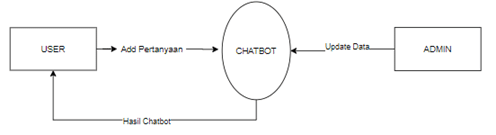 USER
Add Pertanyaan
CHATBOT
Update Data
ADMIN
Hasil Chatbot